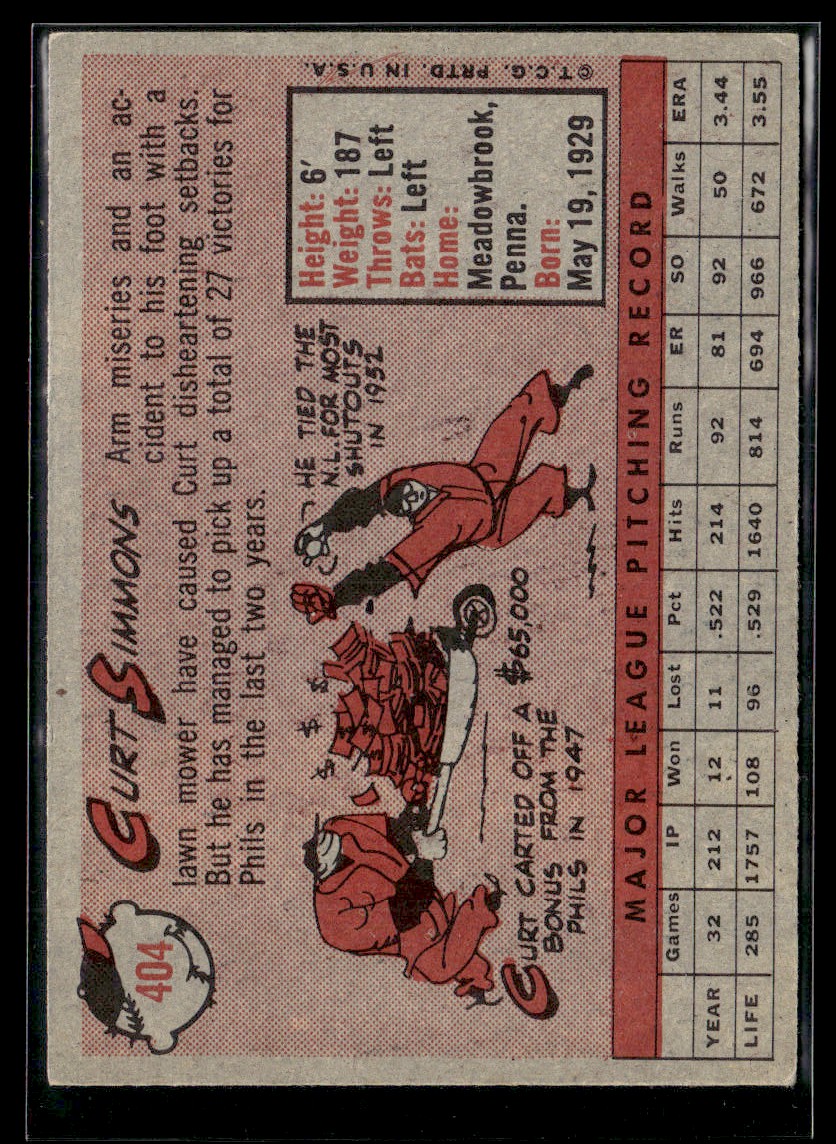 404
CURT SIMMONS
Arm miseries and an ac-
cident to his foot with a
lawn mower have caused Curt disheartening setbacks.
But he has managed to pick up a total of 27 victories for
Phils in the last two years.
CURT CARTED OFF A $65,000
BONUS FROM THE
PHILS IN 1947
$ $ $
HE TIED THE
N.L. FOR MOST
SHUTOUTS
IN 1952
Height: 6'
Weight: 187
Throws: Left
Bats: Left
Home:
Meadowbrook,
Penna.
Born:
May 19, 1929
© T.C.G. PRTD. IN U.S.A.
MAJOR LEAGUE PITCHING RECORD
Games IP Won Lost Pct Hits Runs ER SO Walks ERA
YEAR 32 212 12 11 .522 214 92 81 92 50 3.44
LIFE 285 1757 108 96 .529 1640 814 694 966 672 3.55